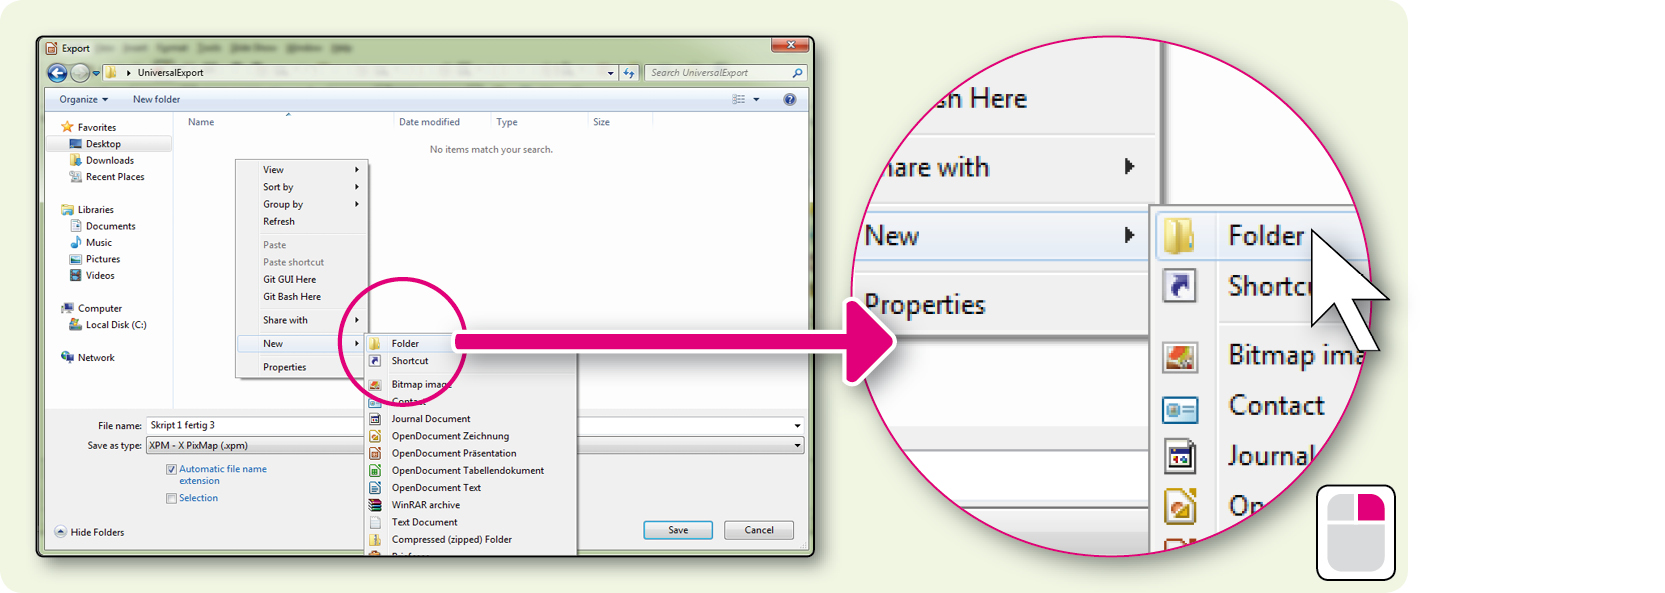 Export
UniversalExport
Search UniversalExport
Organize
New folder
Name
Date modified
Type
Size
No items match your search.
Favorites
Desktop
Downloads
Recent Places
Libraries
Documents
Music
Pictures
Videos
Computer
Local Disk (C:)
Network
View
Sort by
Group by
Refresh
Paste
Paste shortcut
Git GUI Here
Git Bash Here
Share with
New
Properties
Folder
Shortcut
Bitmap image
Contact
Journal Document
OpenDocument Zeichnung
OpenDocument Präsentation
OpenDocument Tabellendokument
OpenDocument Text
WinRAR archive
Text Document
Compressed (zipped) Folder
File name: Skript 1 fertig 3
Save as type: XPM - X PixMap (.xpm)
Automatic file name
extension
Selection
Hide Folders
Save
Cancel
sh Here
hare with
New
Properties
Folder
Shortcu
Bitmap ima
Contact
Journal
Op